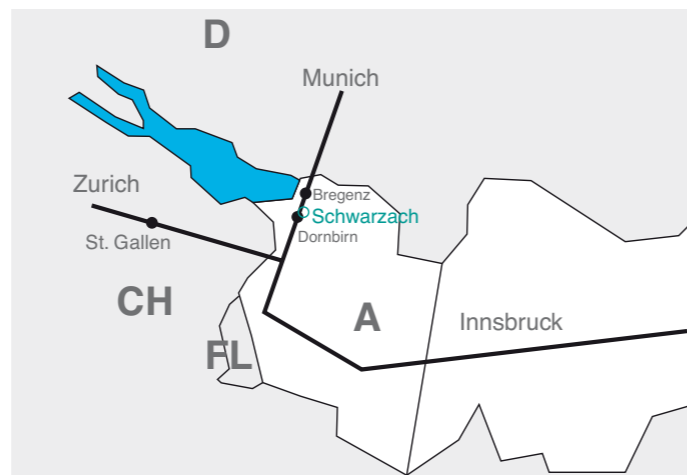 D
Munich
Zurich
Bregenz
Schwarzach
St. Gallen
Dornbirn
CH
A
Innsbruck
FL